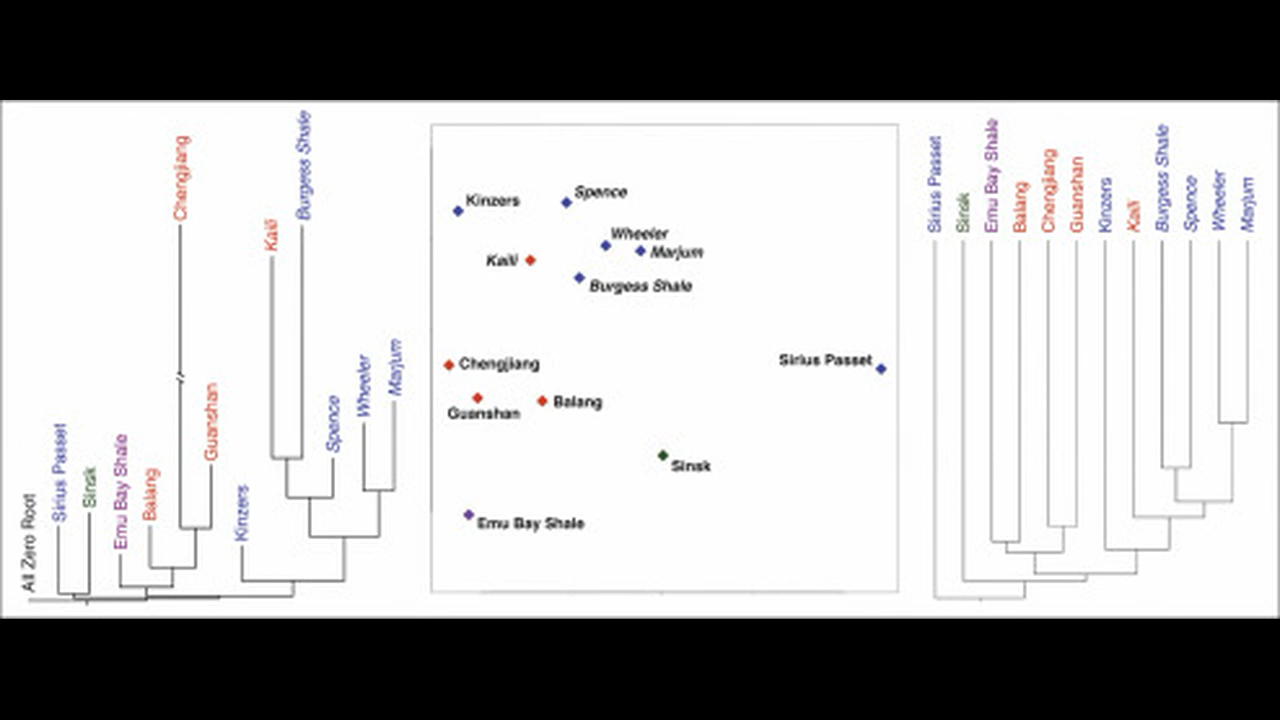 All Zero Root
Sirius Passet
Sinsk
Emu Bay Shale
Balang
Chengjiang
Guanshan
Kinzers
Kaili
Burgess Shale
Spence
Wheeler
Marjum
Kinzers
Spence
Wheeler
Marjum
Kaili
Burgess Shale
Chengjiang
Sirius Passet
Guanshan
Balang
Sinsk
Emu Bay Shale
Sirius Passet
Sinsk
Emu Bay Shale
Balang
Chengjiang
Guanshan
Kinzers
Kaili
Burgess Shale
Spence
Wheeler
Marjum